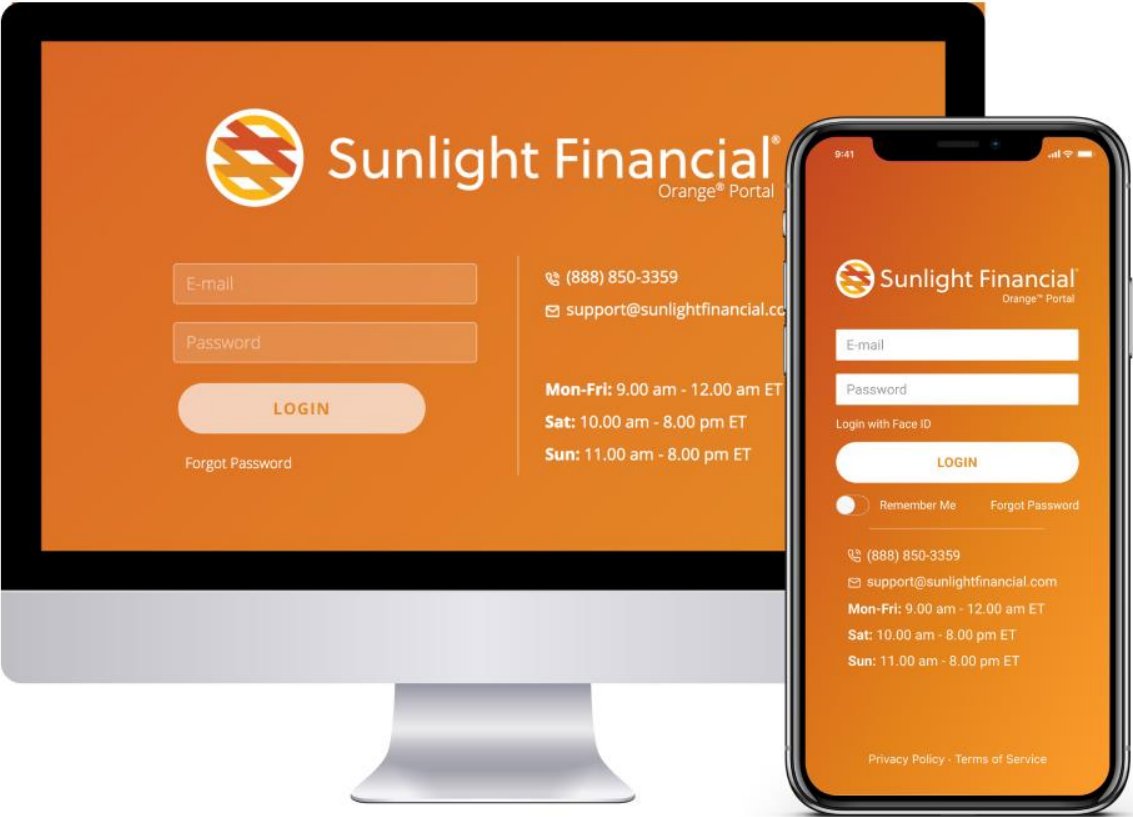 Sunlight Financial®
Orange® Portal
E-mail
Password
LOGIN
Forgot Password
(888) 850-3359
support@sunlightfinancial.co
Mon-Fri: 9.00 am - 12.00 am ET
Sat: 10.00 am - 8.00 pm ET
Sun: 11.00 am - 8.00 pm ET
9:41
Sunlight Financial
Orange™ Portal
E-mail
Password
Login with Face ID
LOGIN
Remember Me Forgot Password
(888) 850-3359
support@sunlightfinancial.com
Mon-Fri: 9.00 am - 12.00 am ET
Sat: 10.00 am - 8.00 pm ET
Sun: 11.00 am - 8.00 pm ET
Privacy Policy - Terms of Service